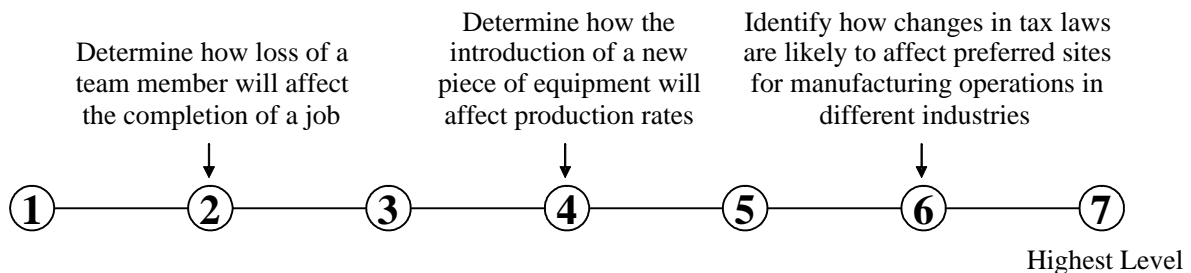 Determine how loss of a
team member will affect
the completion of a job
Determine how the
introduction of a new
piece of equipment will
affect production rates
Identify how changes in tax laws
are likely to affect preferred sites
for manufacturing operations in
different industries
1 2 3 4 5 6 7
Highest Level